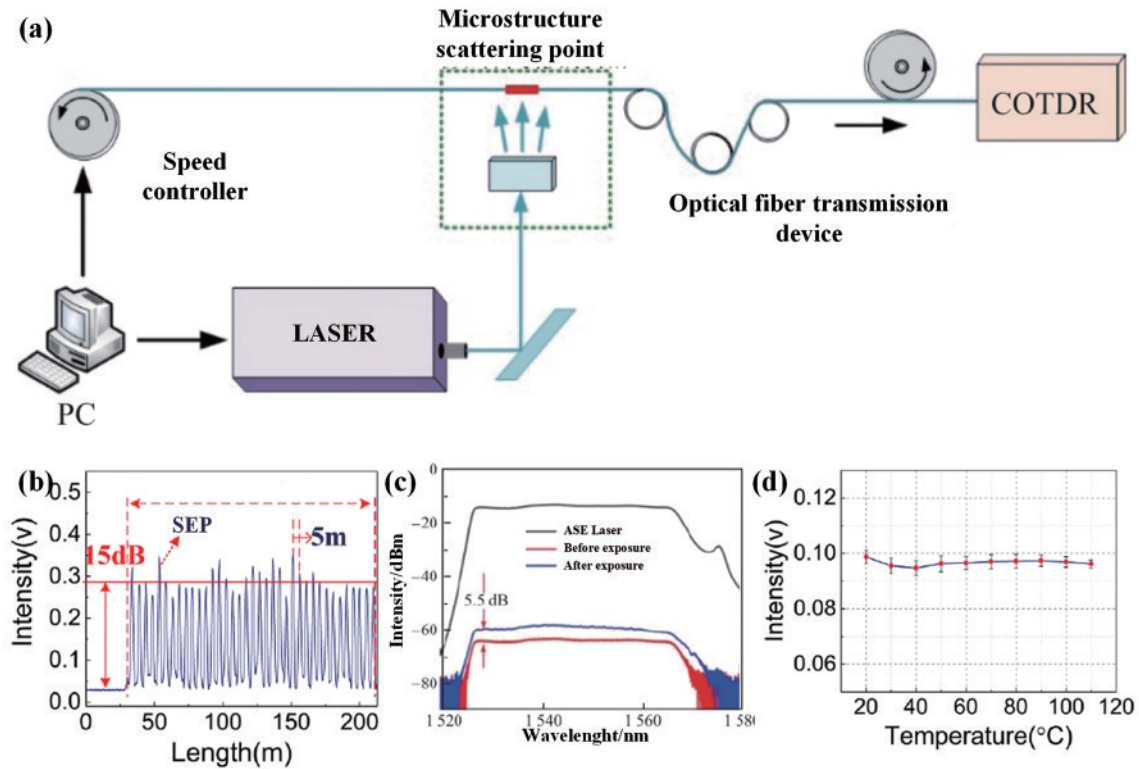 (a)
Microstructure
scattering point
COTDR
Speed
controller
Optical fiber transmission
device
LASER
PC
(b)
0.5
0.4
0.3
0.2
0.1
0.0
Intensity(v)
15dB
SEP
5m
0
50
100
150
200
Length(m)
(c)
0
−20
−40
−60
−80
Intensity/dBm
ASE Laser
Before exposure
After exposure
5.5 dB
1 520
1 540
1 560
1 580
Wavelenght/nm
(d)
0.12
0.10
0.08
0.06
Intensity(v)
0
20
40
60
80
100
120
Temperature(°C)